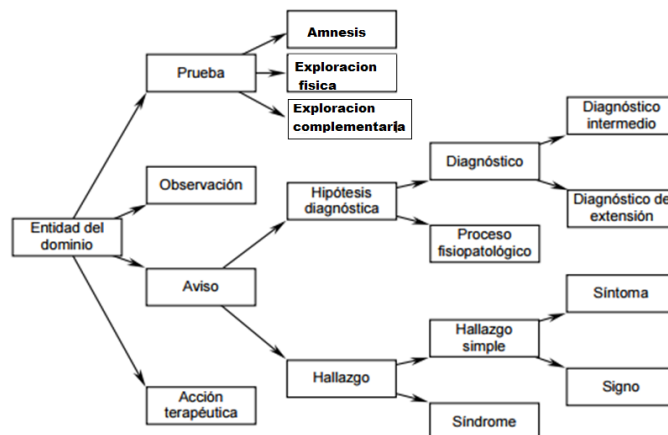 Amnesis
Prueba
Exploracion
fisica
Exploracion
complementaria
Diagnóstico
intermedio
Diagnóstico
Observación
Hipótesis
diagnóstica
Diagnóstico de
extensión
Entidad del
dominio
Proceso
fisiopatológico
Aviso
Síntoma
Hallazgo
simple
Hallazgo
Signo
Acción
terapéutica
Síndrome